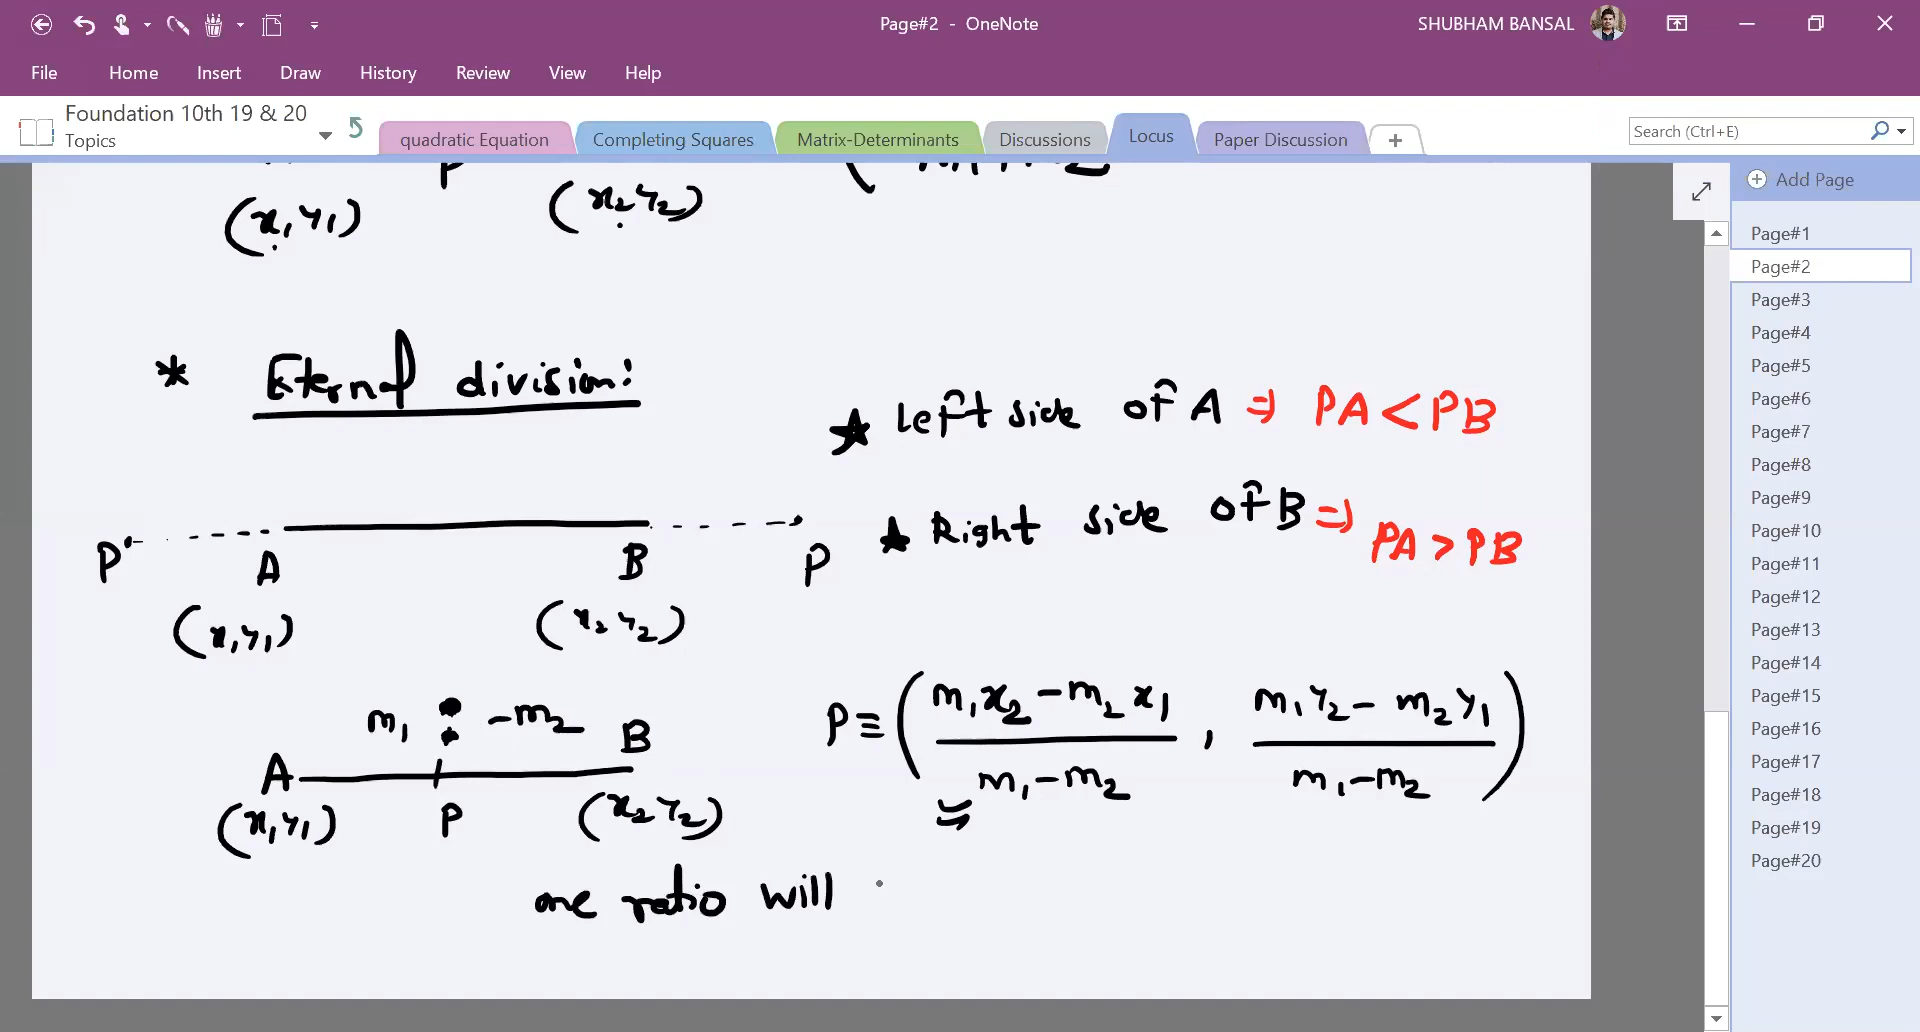 Page#2 - OneNote
SHUBHAM BANSAL
File Home Insert Draw History Review View Help
Foundation 10th 19 & 20
Topics
quadratic Equation
Completing Squares
Matrix-Determinants
Discussions
Locus
Paper Discussion
+
Search (Ctrl+E)
Add Page
Page#1
Page#2
Page#3
Page#4
Page#5
Page#6
Page#7
Page#8
Page#9
Page#10
Page#11
Page#12
Page#13
Page#14
Page#15
Page#16
Page#17
Page#18
Page#19
Page#20
P
(x₁ y₁) (x₂ y₂)
* Eternal division:
★ Left side of A ⇒ PA < PB
★ Right side of B ⇒ PA > PB
P A B P
(x₁ y₁) (x₂ y₂)
m₁ : -m₂
A P B
(x₁ y₁) (x₂ y₂)
P ≡ ( (m₁x₂ - m₂x₁)/(m₁ - m₂) , (m₁y₂ - m₂y₁)/(m₁ - m₂) )
one ratio will